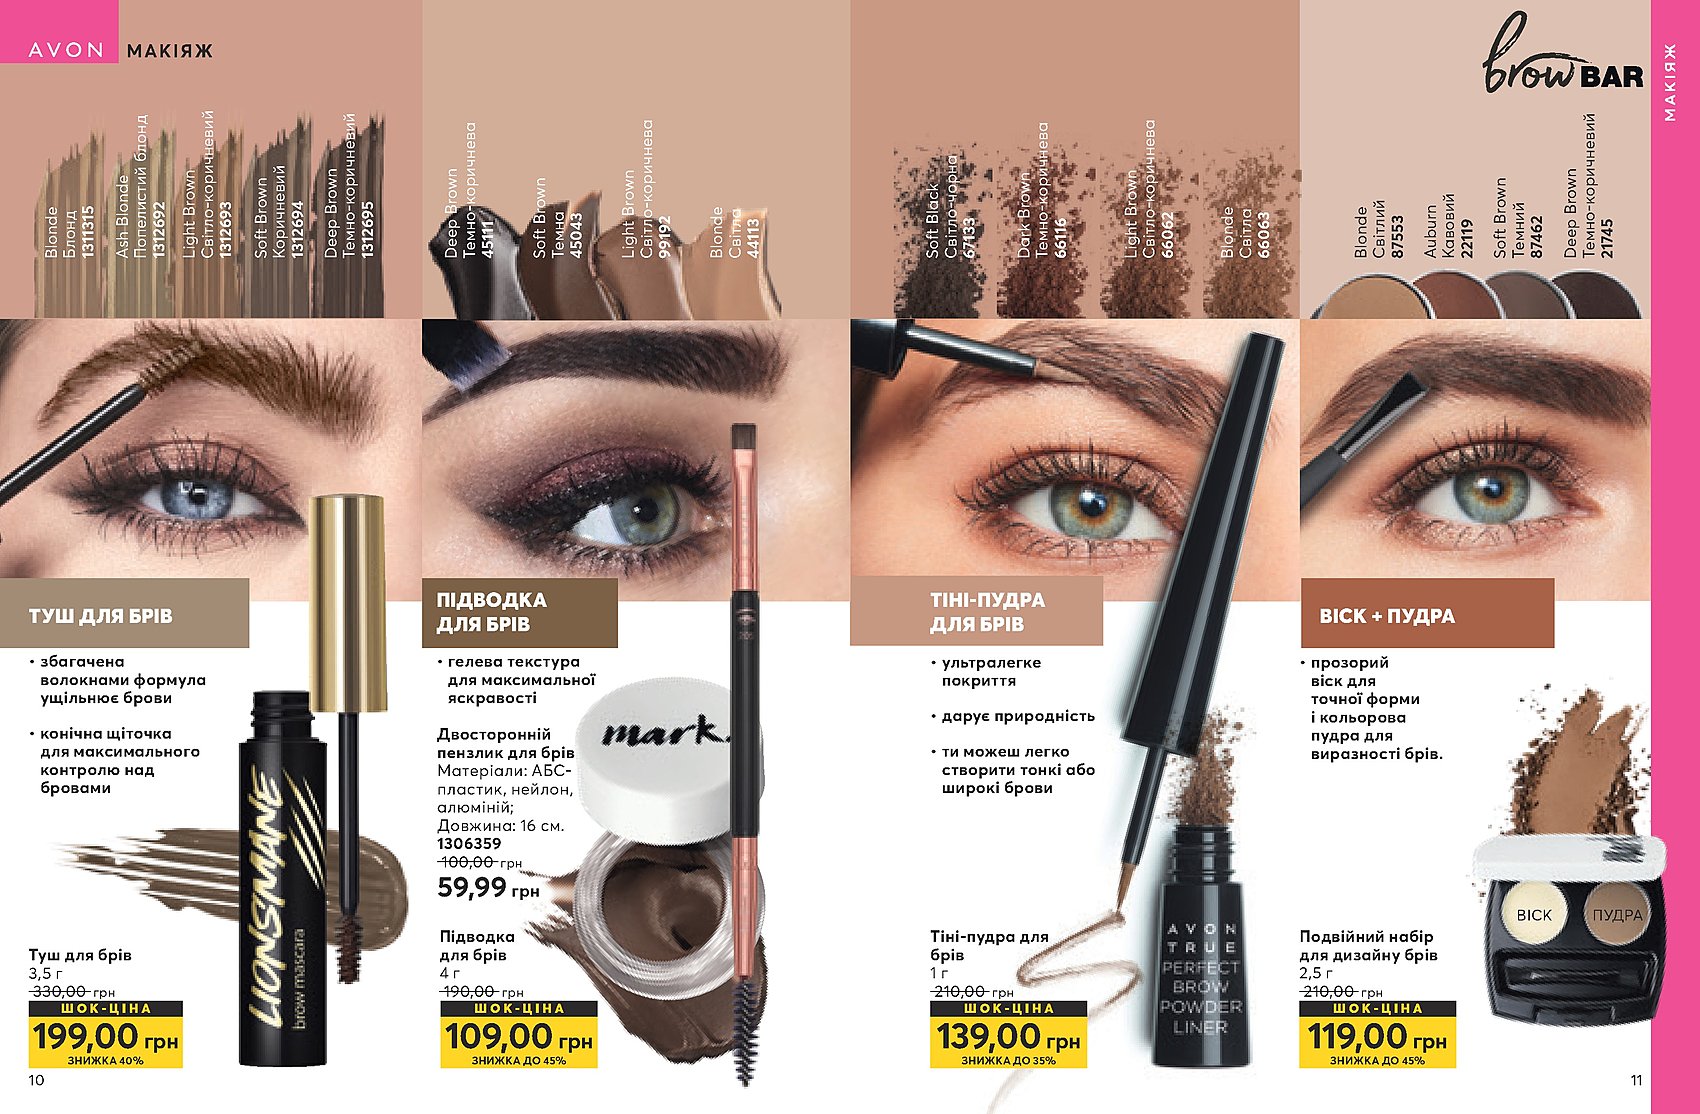 AVON МАКІЯЖ
brow BAR
МАКІЯЖ
Blonde
Блонд
1311315
Ash Blonde
Попелистий блонд
1312692
Light Brown
Світло-коричневий
1312693
Soft Brown
Коричневий
1312694
Deep Brown
Темно-коричневий
1312695
Deep Brown
Темно-коричнева
45111
Soft Brown
Темна
45043
Light Brown
Світло-коричнева
99192
Blonde
Світла
44113
Soft Black
Світло-чорна
67133
Dark Brown
Темно-коричнева
66116
Light Brown
Світло-коричнева
66062
Blonde
Світла
66063
Blonde
Світлий
87553
Auburn
Кавовий
22119
Soft Brown
Темний
87462
Deep Brown
Темно-коричневий
21745
ТУШ ДЛЯ БРІВ
• збагачена
волокнами формула
ущільнює брови
• конічна щіточка
для максимального
контролю над
бровами
LIONSMANE
brow mascara
Туш для брів
3,5 г
330,00 грн
ШОК-ЦІНА
199,00 грн
ЗНИЖКА 40%
10
ПІДВОДКА
ДЛЯ БРІВ
• гелева текстура
для максимальної
яскравості
Двосторонній
пензлик для брів
Матеріали: АБС-
пластик, нейлон,
алюміній;
Довжина: 16 см.
1306359
100,00 грн
59,99 грн
mark.
Підводка
для брів
4 г
190,00 грн
ШОК-ЦІНА
109,00 грн
ЗНИЖКА ДО 45%
ТІНІ-ПУДРА
ДЛЯ БРІВ
• ультралегке
покриття
• дарує природність
• ти можеш легко
створити тонкі або
широкі брови
AVON
TRUE
PERFECT
BROW
POWDER
LINER
Тіні-пудра для
брів
1 г
210,00 грн
ШОК-ЦІНА
139,00 грн
ЗНИЖКА ДО 35%
ВІСК + ПУДРА
• прозорий
віск для
точної форми
і кольорова
пудра для
виразності брів.
ВІСК
ПУДРА
Подвійний набір
для дизайну брів
2,5 г
210,00 грн
ШОК-ЦІНА
119,00 грн
ЗНИЖКА ДО 45%
11